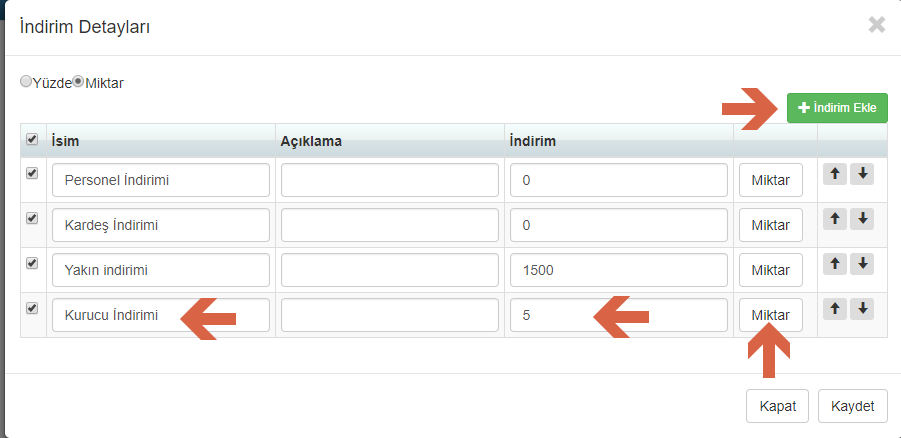 İndirim Detayları
Yüzde Miktar
İndirim Ekle
İsim Açıklama İndirim
Personel İndirimi 0 Miktar
Kardeş İndirimi 0 Miktar
Yakın indirimi 1500 Miktar
Kurucu İndirimi 5 Miktar
Kapat Kaydet